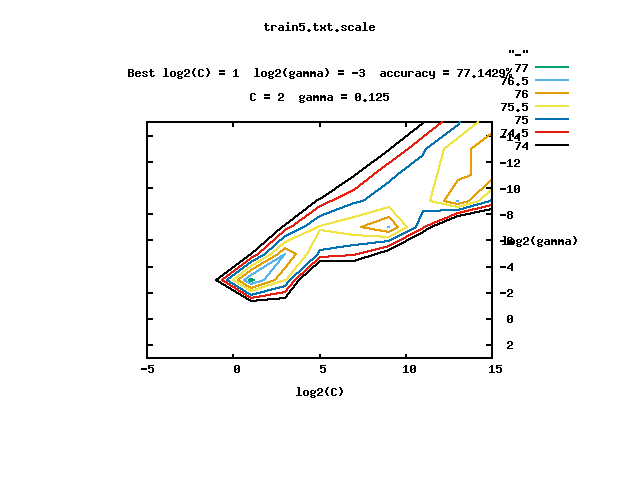 train5.txt.scale
"-"
Best log2(C) = 1 log2(gamma) = -3 accuracy = 77.1429%
77
76.5
C = 2 gamma = 0.125
76
75.5
75
74.5
-14
74
-12
-10
-8
-6
log2(gamma)
-4
-2
0
2
-5 0 5 10 15
log2(C)